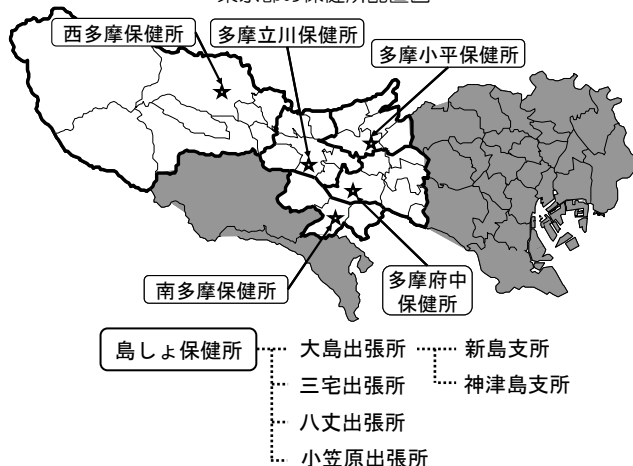 西多摩保健所
多摩立川保健所
多摩小平保健所
南多摩保健所
多摩府中
保健所
島しょ保健所
大島出張所
新島支所
三宅出張所
神津島支所
八丈出張所
小笠原出張所